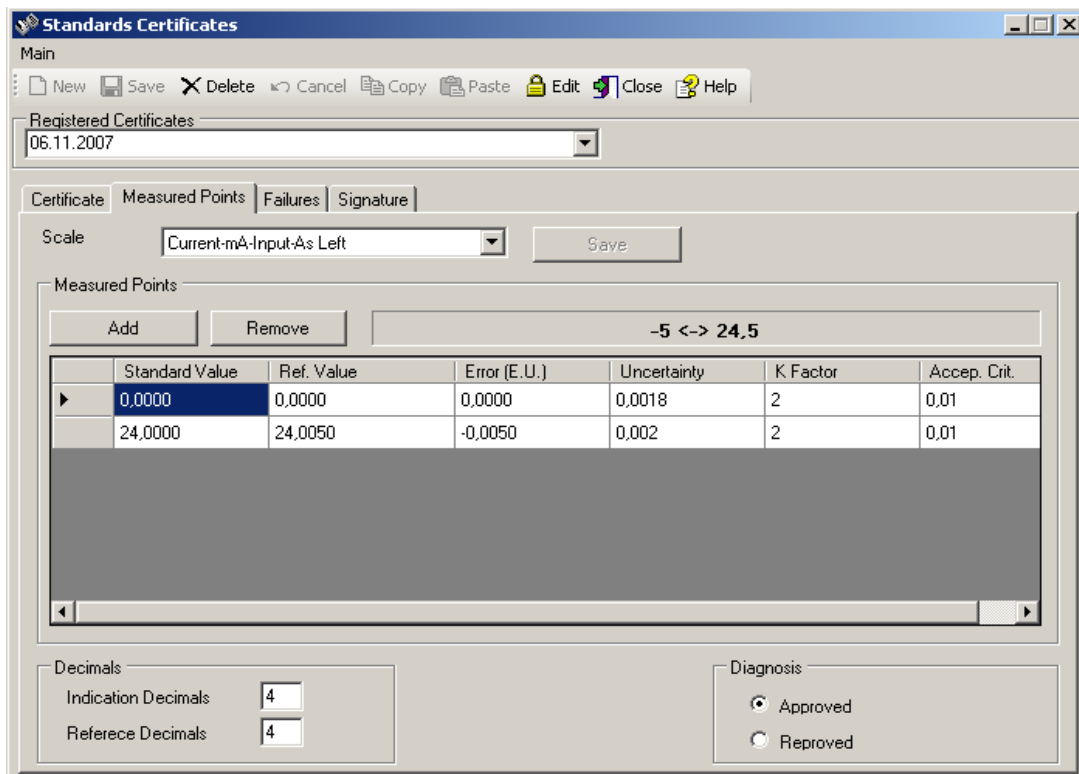 Standards Certificates
Main
New Save Delete Cancel Copy Paste Edit Close Help
Registered Certificates
06.11.2007
Certificate Measured Points Failures Signature
Scale Current-mA-Input-As Left Save
Measured Points
Add Remove -5 <-> 24,5
Standard Value Ref. Value Error (E.U.) Uncertainty K Factor Accep. Crit.
0,0000 0,0000 0,0000 0,0018 2 0,01
24,0000 24,0050 -0,0050 0,002 2 0,01
Decimals Diagnosis
Indication Decimals 4 Approved
Referece Decimals 4 Reproved